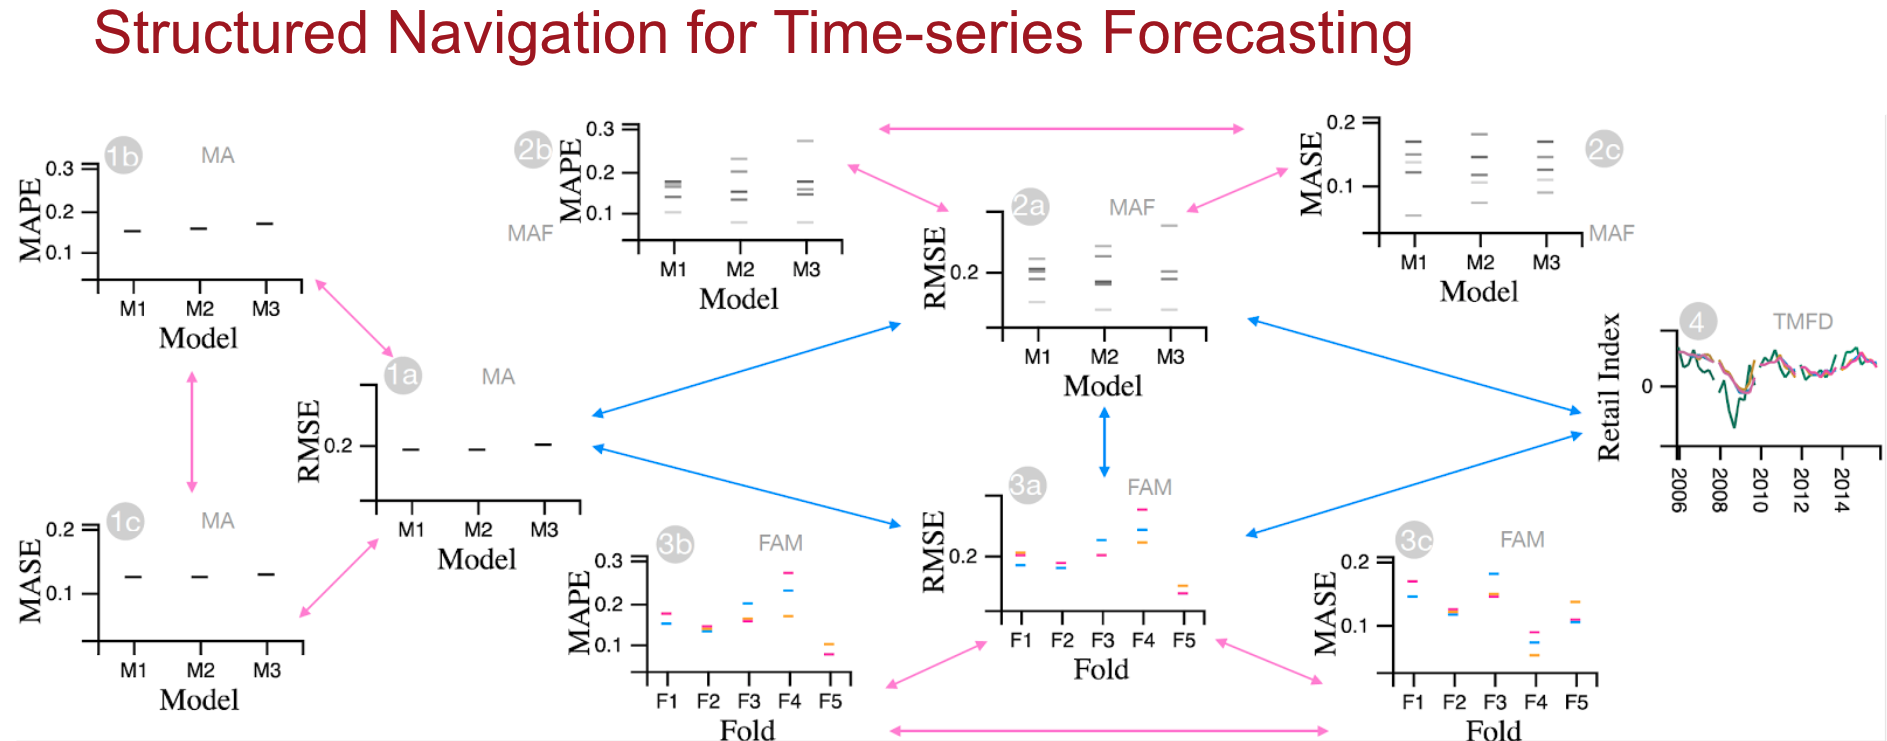 Structured Navigation for Time-series Forecasting
1b
MA
MAPE
0.3
0.2
0.1
M1 M2 M3
Model
2b
MAF
MAPE
0.3
0.2
0.1
M1 M2 M3
Model
2a
MAF
RMSE
0.2
M1 M2 M3
Model
2c
MAF
MASE
0.2
0.1
M1 M2 M3
Model
1a
MA
RMSE
0.2
M1 M2 M3
Model
4
TMFD
Retail Index
0
2006 2008 2010 2012 2014
1c
MA
MASE
0.2
0.1
M1 M2 M3
Model
3b
FAM
MAPE
0.3
0.2
0.1
F1 F2 F3 F4 F5
Fold
3a
FAM
RMSE
0.2
F1 F2 F3 F4 F5
Fold
3c
FAM
MASE
0.2
0.1
F1 F2 F3 F4 F5
Fold